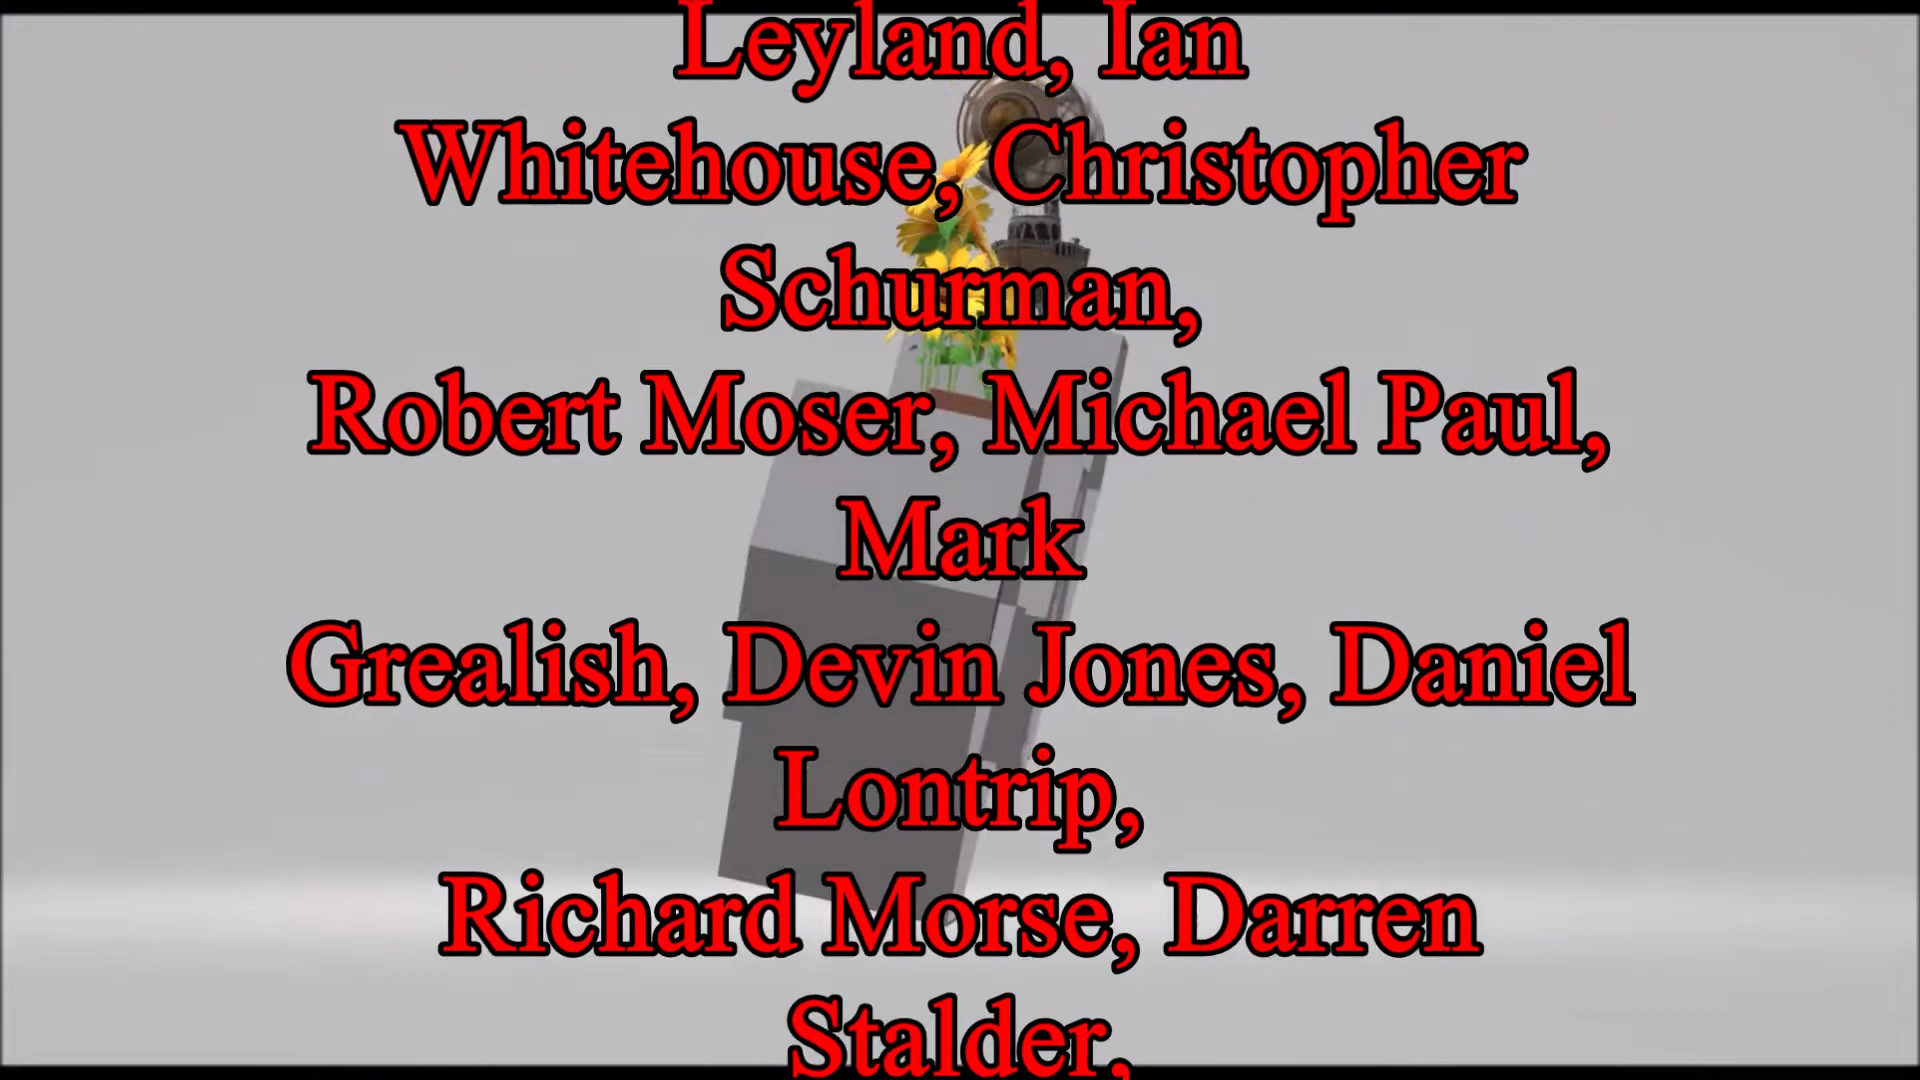 Leyland, Ian
Whitehouse, Christopher
Schurman,
Robert Moser, Michael Paul,
Mark
Grealish, Devin Jones, Daniel
Lontrip,
Richard Morse, Darren
Stalder,